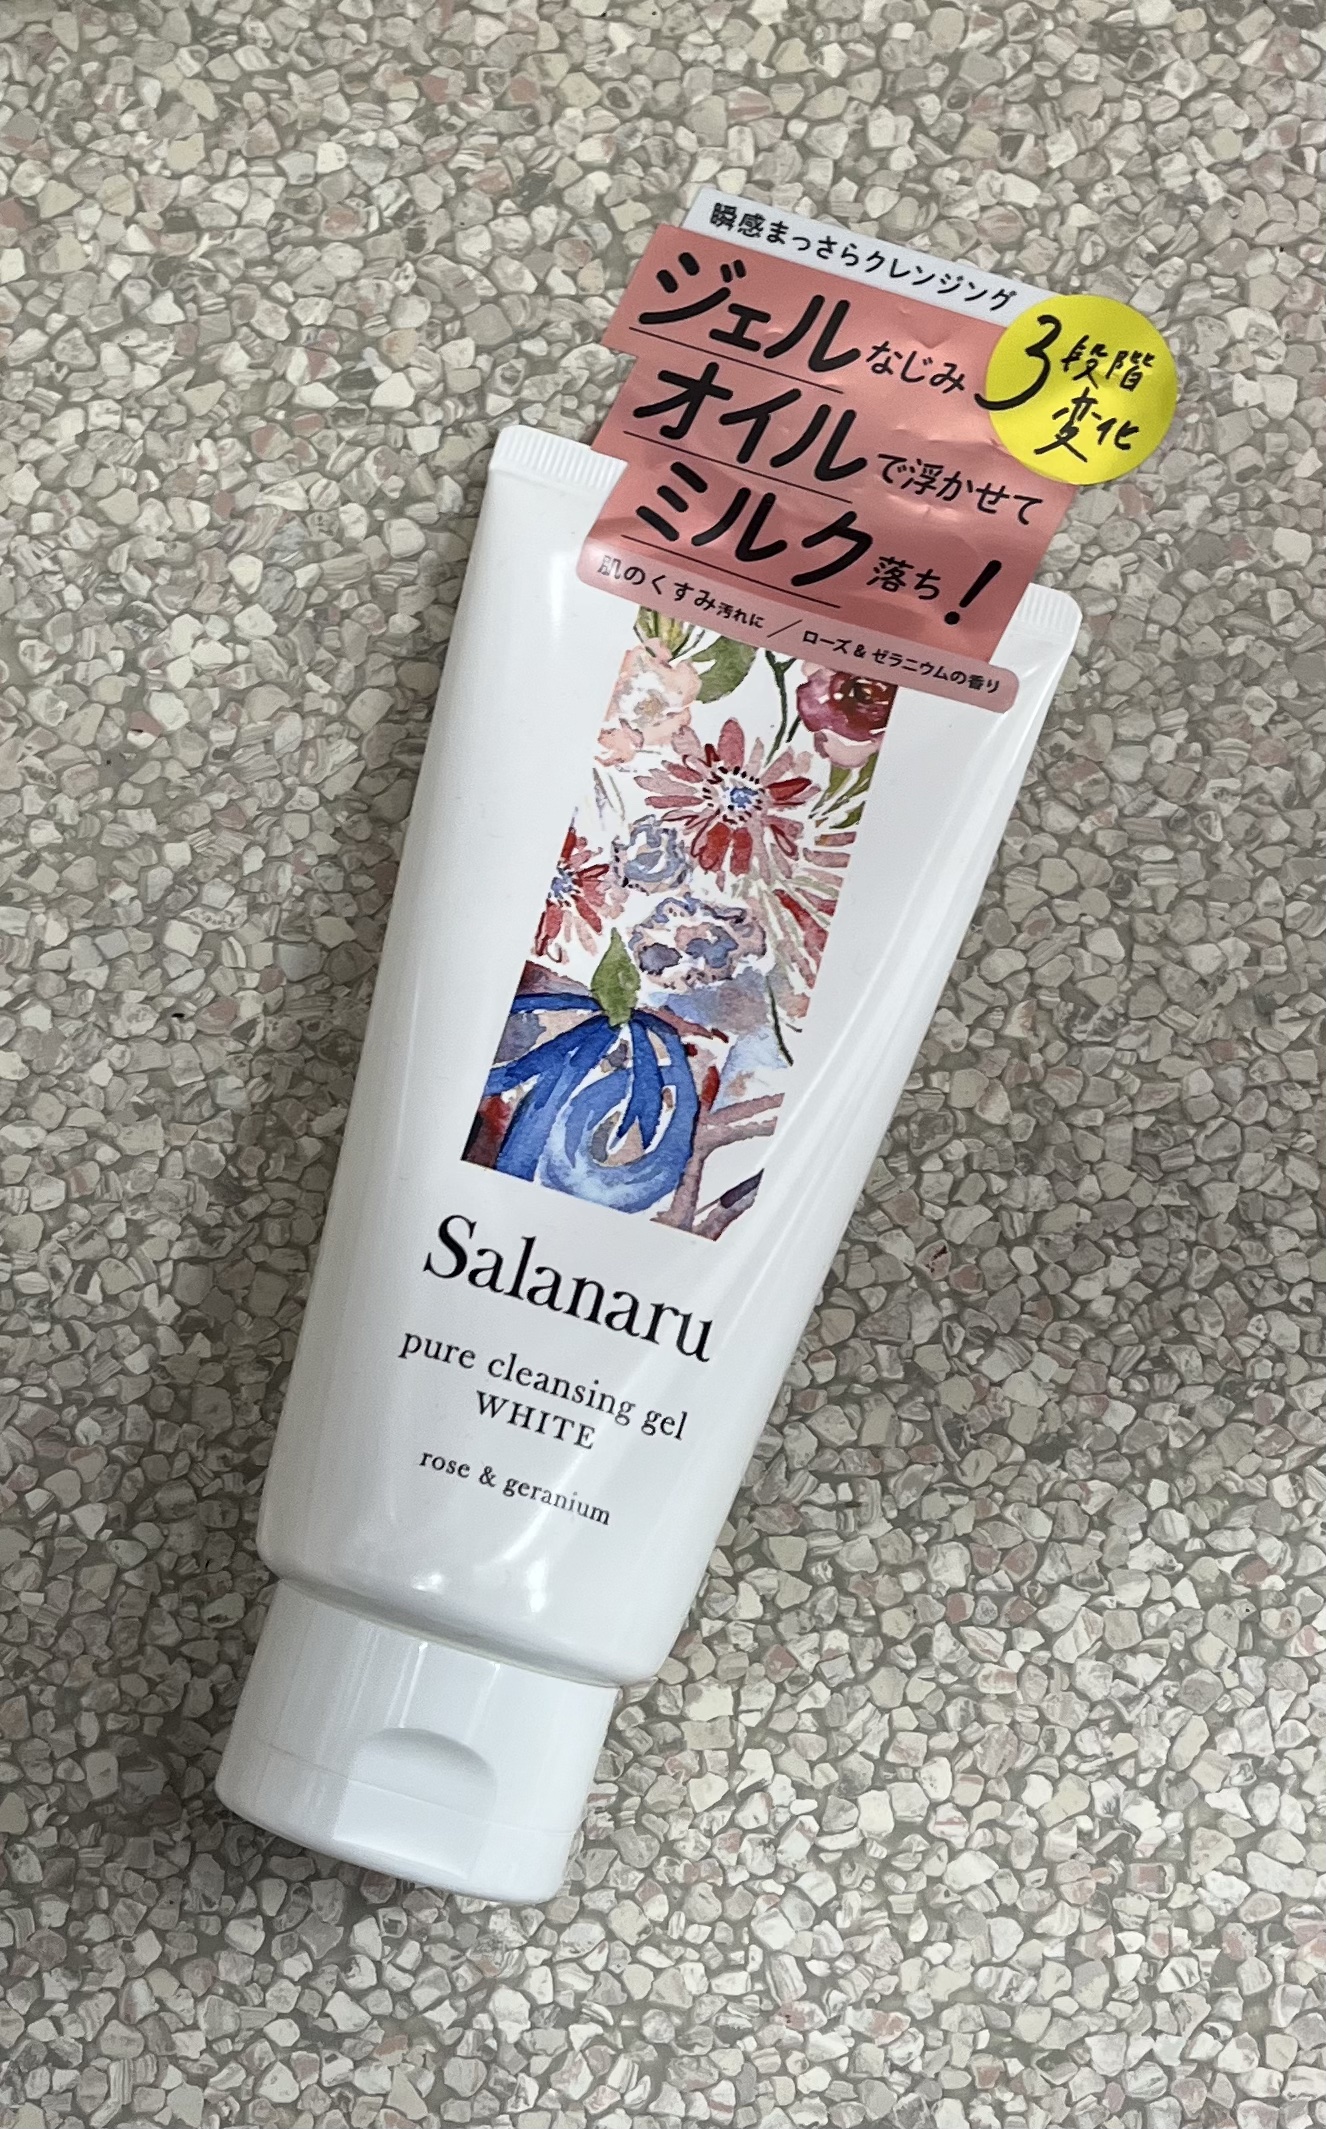 瞬感まっさらクレンジング
ジェルなじみ
オイルで浮かせて
ミルク落ち!
3段階
変化
肌のくすみ汚れに／ローズ&ゼラニウムの香り
Salanaru
pure cleansing gel
WHITE
rose & geranium